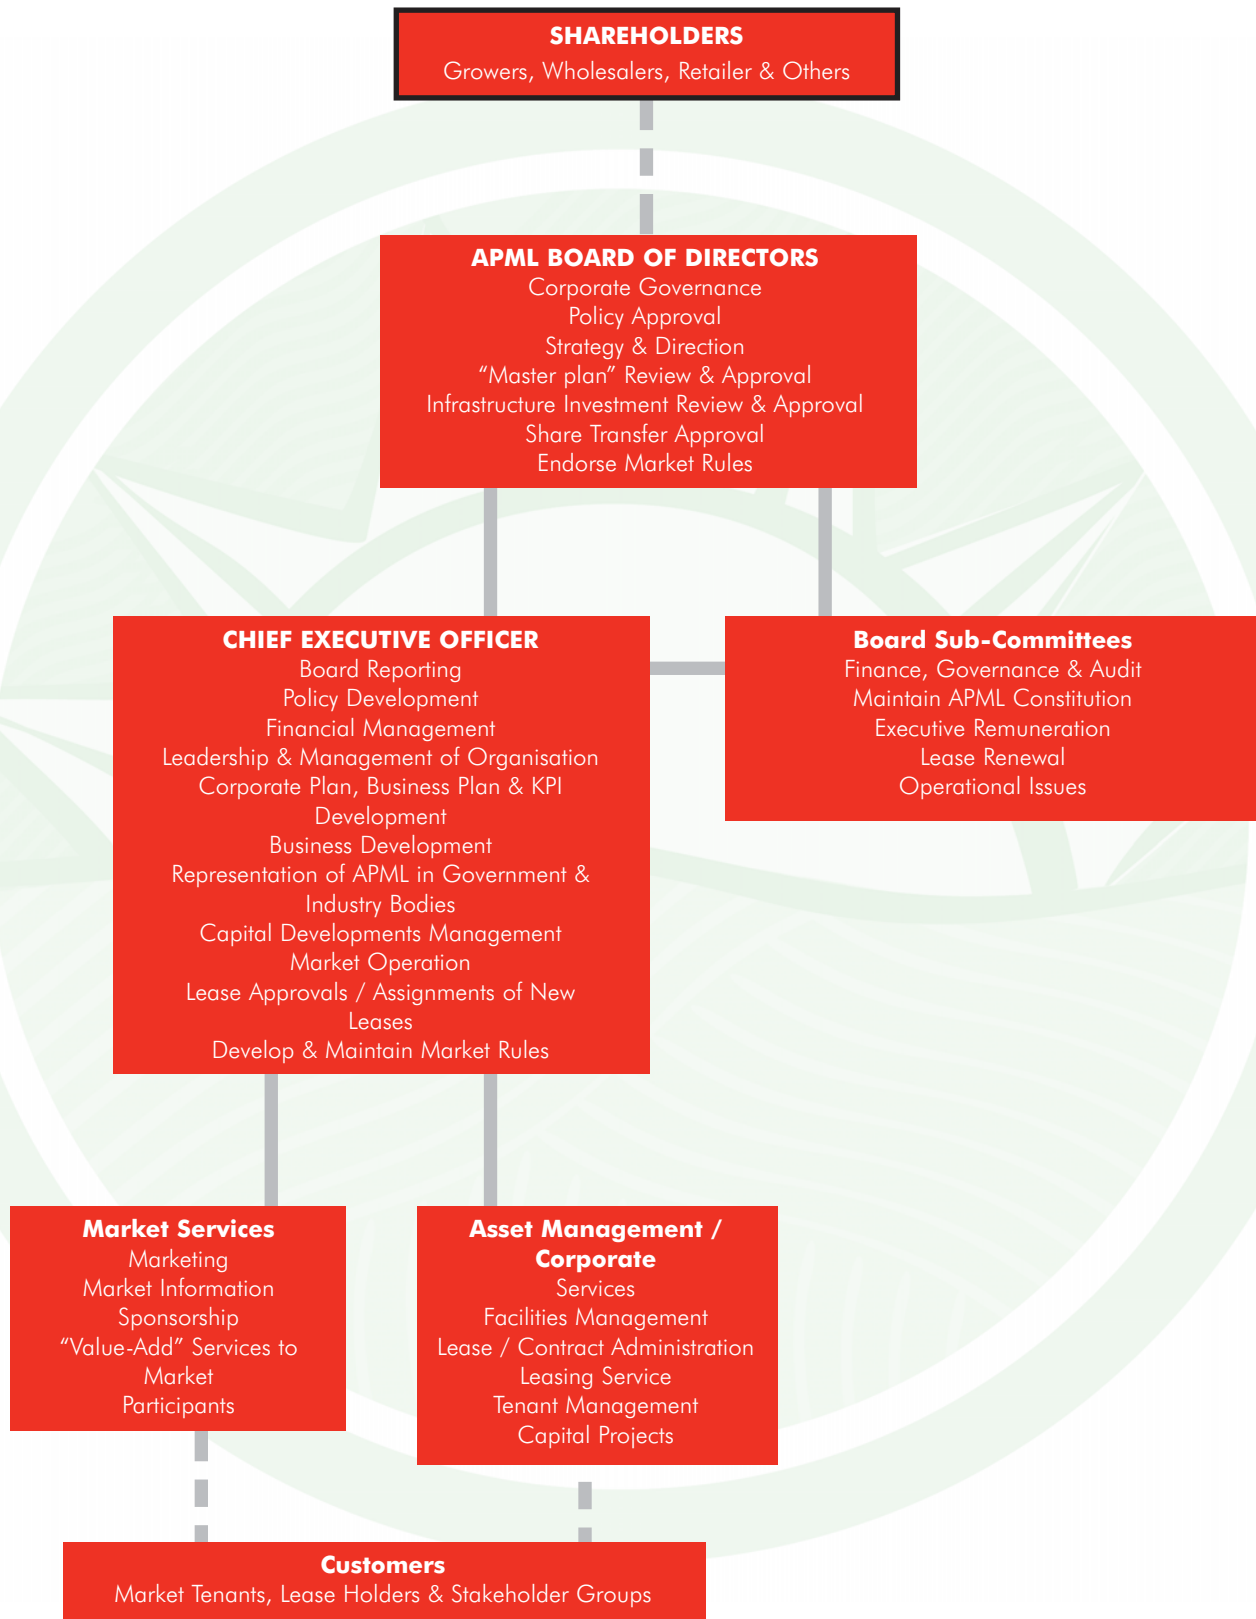 SHAREHOLDERS
Growers, Wholesalers, Retailer & Others
APML BOARD OF DIRECTORS
Corporate Governance
Policy Approval
Strategy & Direction
“Master plan” Review & Approval
Infrastructure Investment Review & Approval
Share Transfer Approval
Endorse Market Rules
CHIEF EXECUTIVE OFFICER
Board Reporting
Policy Development
Financial Management
Leadership & Management of Organisation
Corporate Plan, Business Plan & KPI
Development
Business Development
Representation of APML in Government &
Industry Bodies
Capital Developments Management
Market Operation
Lease Approvals / Assignments of New
Leases
Develop & Maintain Market Rules
Board Sub-Committees
Finance, Governance & Audit
Maintain APML Constitution
Executive Remuneration
Lease Renewal
Operational Issues
Market Services
Marketing
Market Information
Sponsorship
“Value-Add” Services to
Market
Participants
Asset Management /
Corporate
Services
Facilities Management
Lease / Contract Administration
Leasing Service
Tenant Management
Capital Projects
Customers
Market Tenants, Lease Holders & Stakeholder Groups